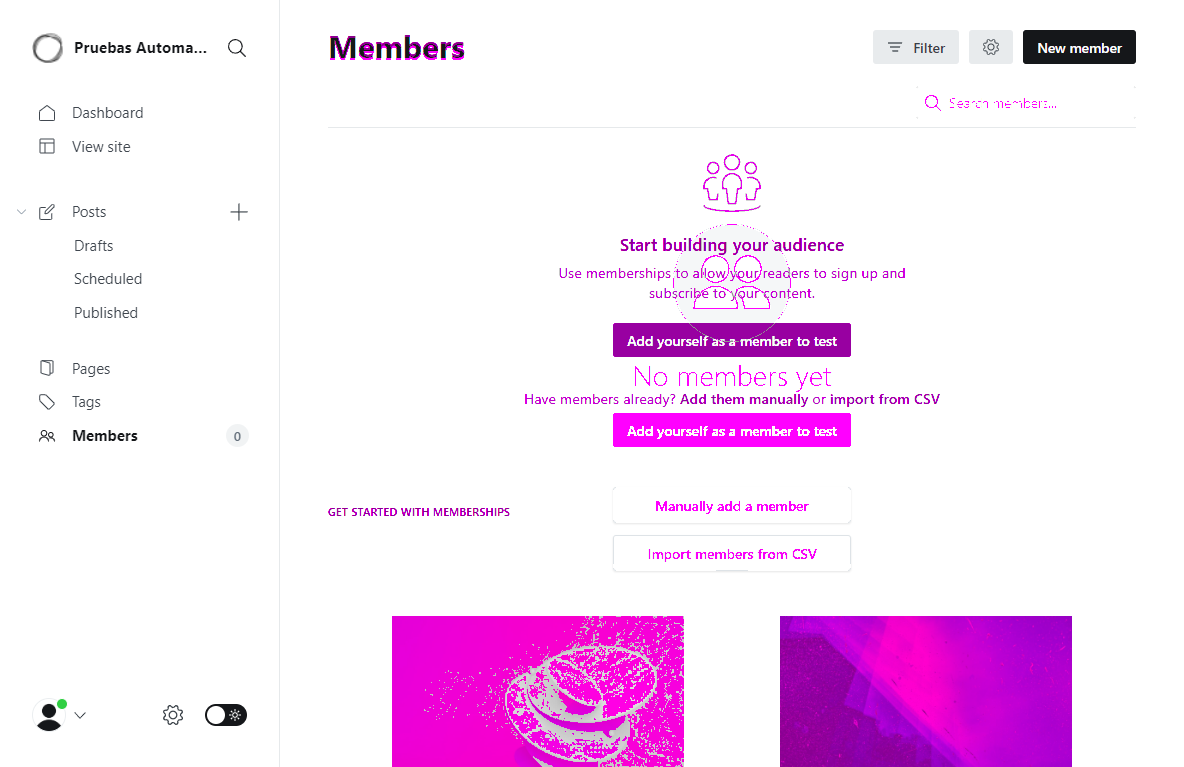 Pruebas Automa...
Dashboard
View site
Posts
Drafts
Scheduled
Published
Pages
Tags
Members
0
Members
Filter
New member
Search members...
Start building your audience
Use memberships to allow your readers to sign up and
subscribe to your content.
Add yourself as a member to test
No members yet
Have members already? Add them manually or import from CSV
Add yourself as a member to test
Manually add a member
GET STARTED WITH MEMBERSHIPS
Import members from CSV